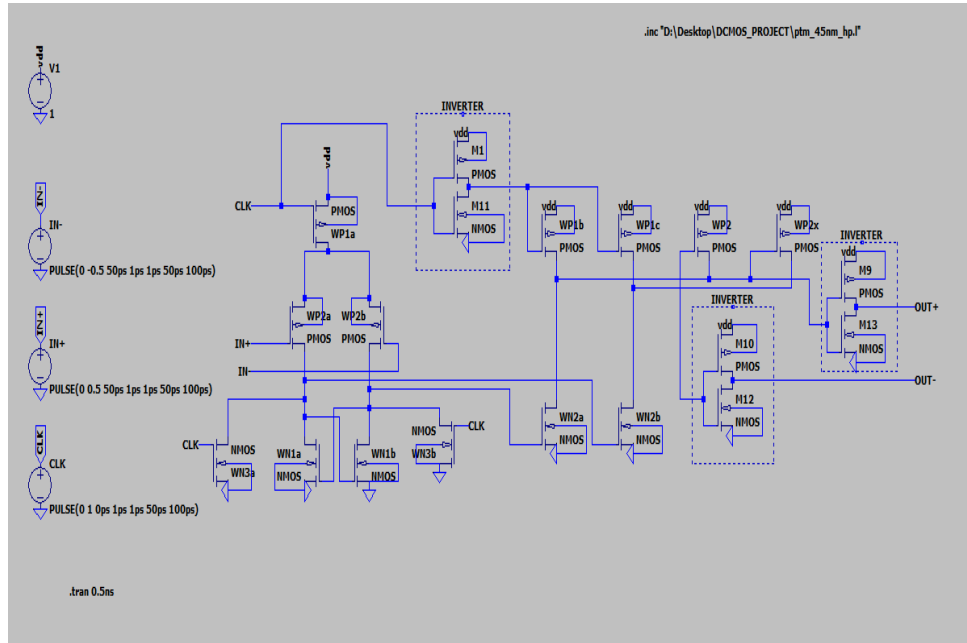 .inc "D:\Desktop\DCMOS_PROJECT\ptm_45nm_hp.l"
vdd
V1
1
INVERTER
vdd
M1
PMOS
M11
NMOS
vdd
CLK
PMOS
WP1a
IN-
IN-
PULSE(0 -0.5 50ps 1ps 1ps 50ps 100ps)
vdd
WP1b
PMOS
vdd
WP1c
PMOS
vdd
WP2
PMOS
vdd
WP2x
PMOS
INVERTER
vdd
M9
PMOS
M13
NMOS
OUT+
WP2a
PMOS
WP2b
PMOS
IN+
IN-
INVERTER
vdd
M10
PMOS
M12
NMOS
OUT-
IN+
IN+
PULSE(0 0.5 50ps 1ps 1ps 50ps 100ps)
CLK
NMOS
WN3a
WN1a
NMOS
WN1b
NMOS
NMOS
WN3b
CLK
WN2a
NMOS
WN2b
NMOS
CLK
CLK
PULSE(0 1 0ps 1ps 1ps 50ps 100ps)
.tran 0.5ns